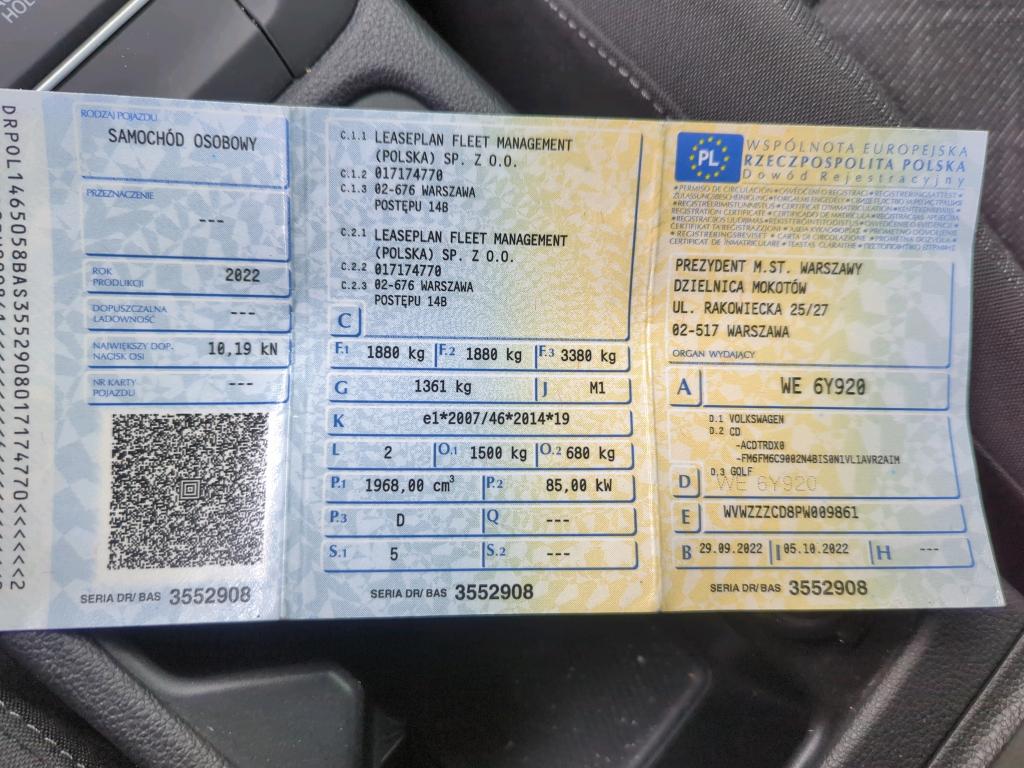 HOL
DRPOL1465058BAS3552908017174770<<<<<<2
RODZAJ POJAZDU
SAMOCHÓD OSOBOWY
PRZEZNACZENIE
---
ROK PRODUKCJI
2022
DOPUSZCZALNA ŁADOWNOŚĆ
---
NAJWIĘKSZY DOP. NACISK OSI
10,19 kN
NR KARTY POJAZDU
---
SERIA DR/ BAS 3552908
C.1.1 LEASEPLAN FLEET MANAGEMENT
(POLSKA) SP. Z O.O.
C.1.2 017174770
C.1.3 02-676 WARSZAWA
POSTĘPU 14B
C.2.1 LEASEPLAN FLEET MANAGEMENT
(POLSKA) SP. Z O.O.
C.2.2 017174770
C.2.3 02-676 WARSZAWA
POSTĘPU 14B
C
F.1 1880 kg F.2 1880 kg F.3 3380 kg
G 1361 kg J M1
K e1*2007/46*2014*19
L 2 O.1 1500 kg O.2 680 kg
P.1 1968,00 cm³ P.2 85,00 kW
P.3 D Q ---
S.1 5 S.2 ---
SERIA DR/ BAS 3552908
PL
WSPÓLNOTA EUROPEJSKA
RZECZPOSPOLITA POLSKA
Dowód Rejestracyjny
PREZYDENT M.ST. WARSZAWY
DZIELNICA MOKOTÓW
UL. RAKOWIECKA 25/27
02-517 WARSZAWA
ORGAN WYDAJĄCY
A WE 6Y920
D.1 VOLKSWAGEN
D.2 CD
-ACDTRDX0
-FM6FM6C9002N4BIS0N1VL1AVR2AIM
D.3 GOLF
D WE 6Y920
E WVWZZZCD8PW009861
B 29.09.2022 I 05.10.2022 H ---
SERIA DR/ BAS 3552908